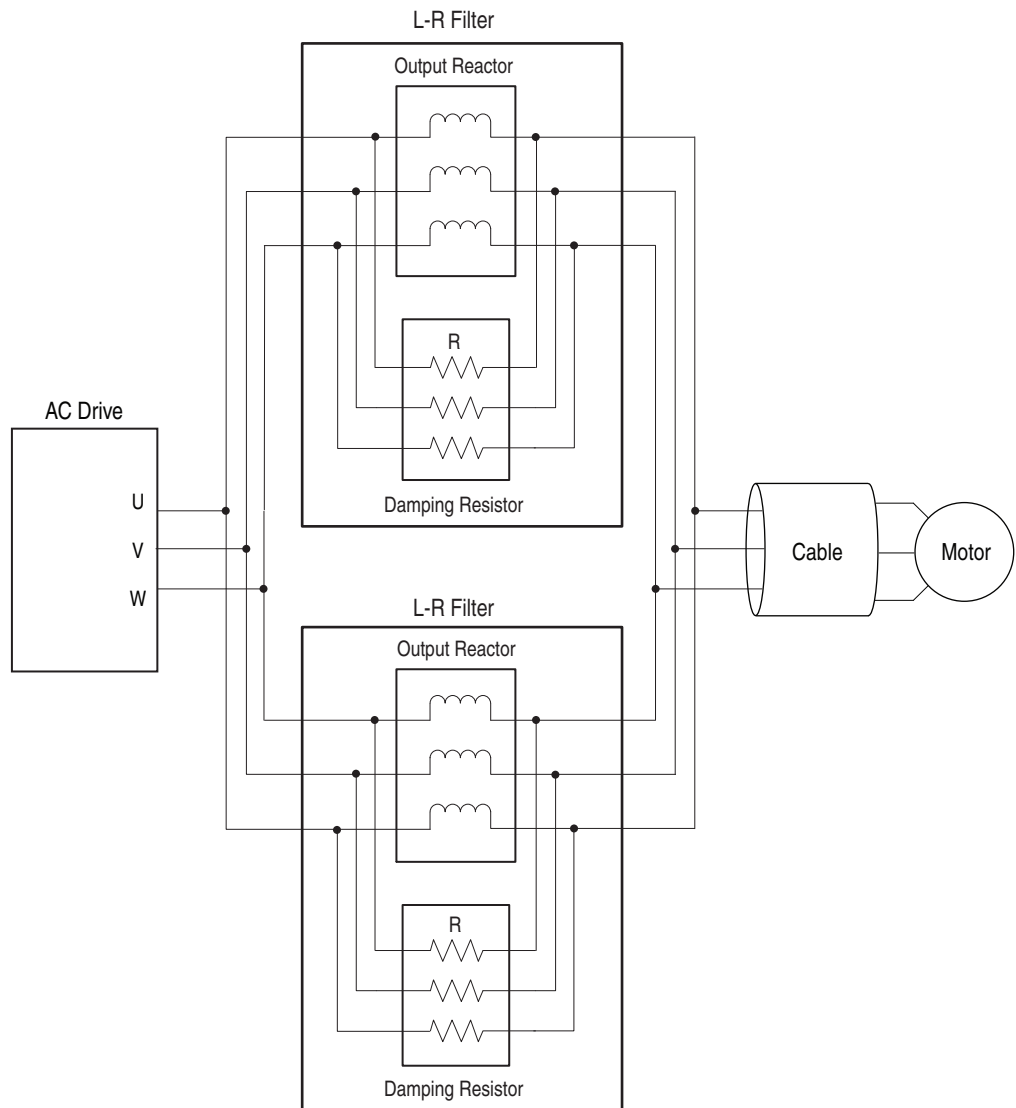 L-R Filter
Output Reactor
R
Damping Resistor
AC Drive
U
V
W
Cable
Motor
L-R Filter
Output Reactor
R
Damping Resistor